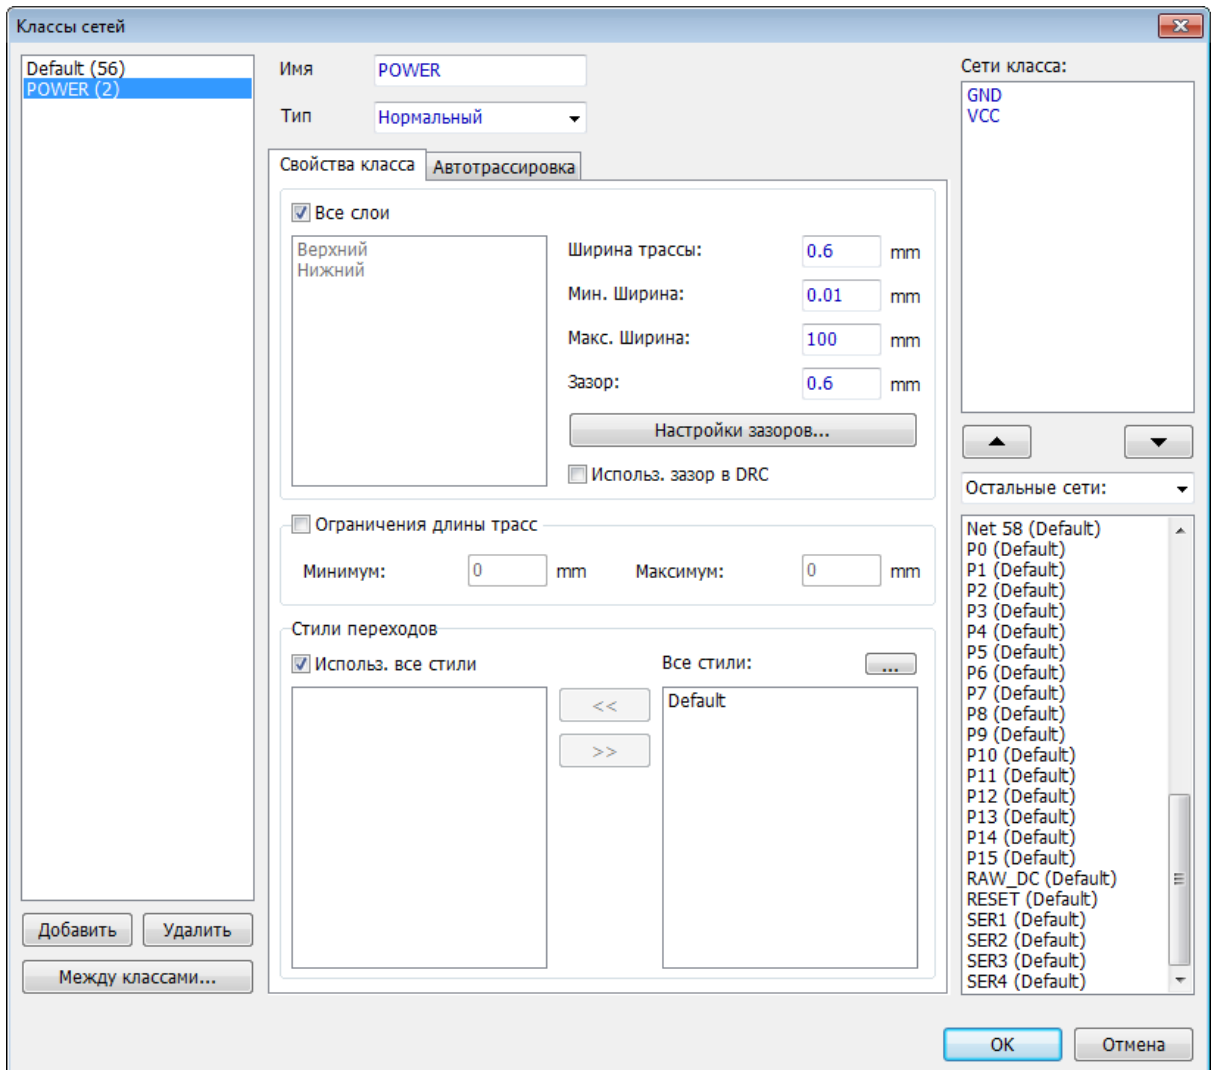 Классы сетей
Default (56)
POWER (2)
Добавить
Удалить
Между классами...
Имя
POWER
Тип
Нормальный
Свойства класса
Автотрассировка
Все слои
Верхний
Нижний
Ширина трассы:
0.6
mm
Мин. Ширина:
0.01
mm
Макс. Ширина:
100
mm
Зазор:
0.6
mm
Настройки зазоров...
Использ. зазор в DRC
Ограничения длины трасс
Минимум:
0
mm
Максимум:
0
mm
Стили переходов
Использ. все стили
Все стили:
...
<<
>>
Default
Сети класса:
GND
VCC
Остальные сети:
Net 58 (Default)
P0 (Default)
P1 (Default)
P2 (Default)
P3 (Default)
P4 (Default)
P5 (Default)
P6 (Default)
P7 (Default)
P8 (Default)
P9 (Default)
P10 (Default)
P11 (Default)
P12 (Default)
P13 (Default)
P14 (Default)
P15 (Default)
RAW_DC (Default)
RESET (Default)
SER1 (Default)
SER2 (Default)
SER3 (Default)
SER4 (Default)
OK
Отмена